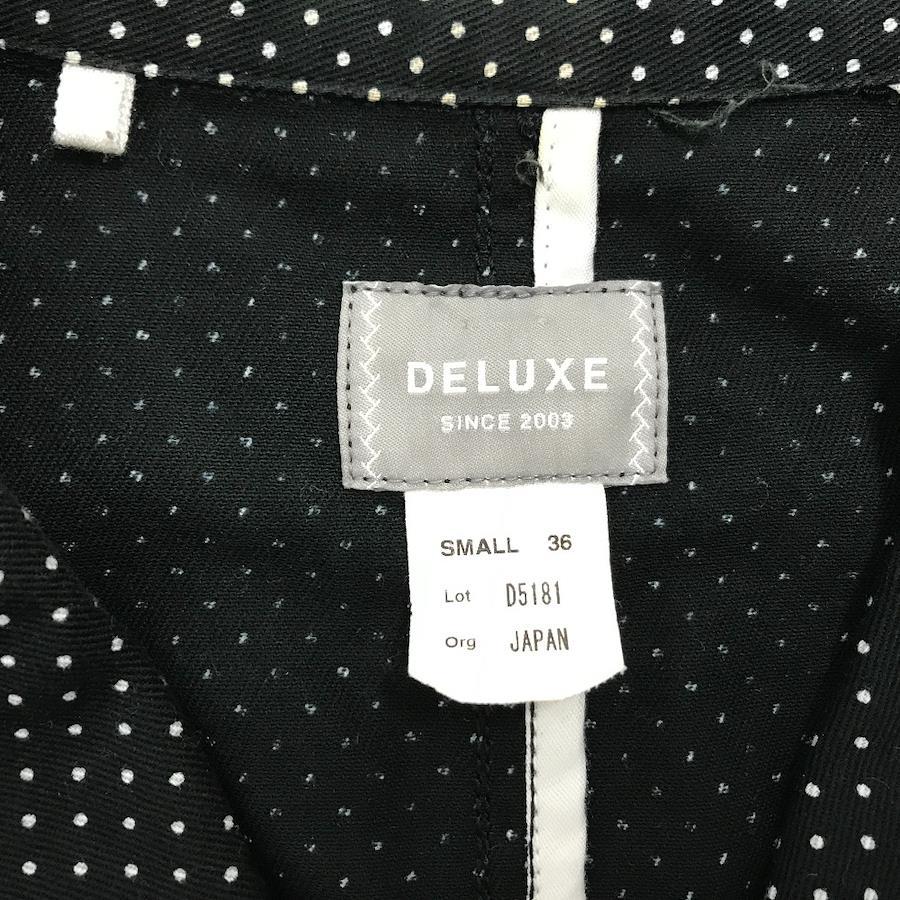 DELUXE
SINCE 2003
SMALL 36
Lot D5181
Org JAPAN